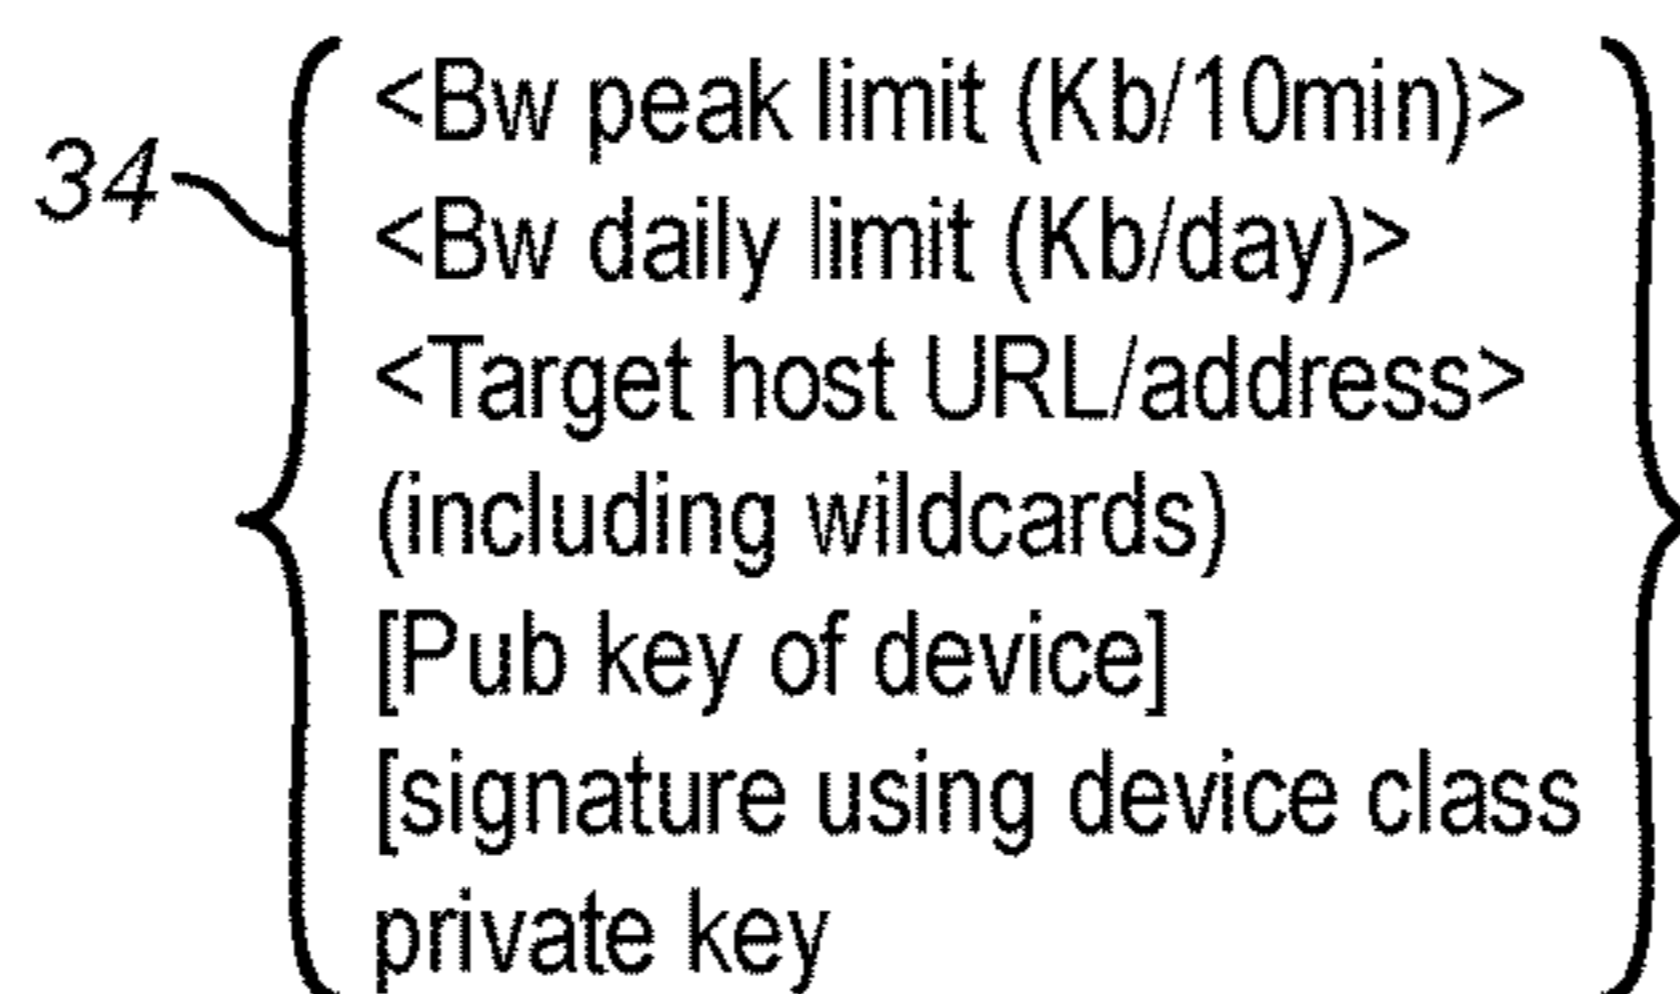 <Bw peak limit (Kb/10min)>
34
<Bw daily limit (Kb/day)>
<Target host URL/address>
(including wildcards)
[Pub key of device]
[signature using device class
private key